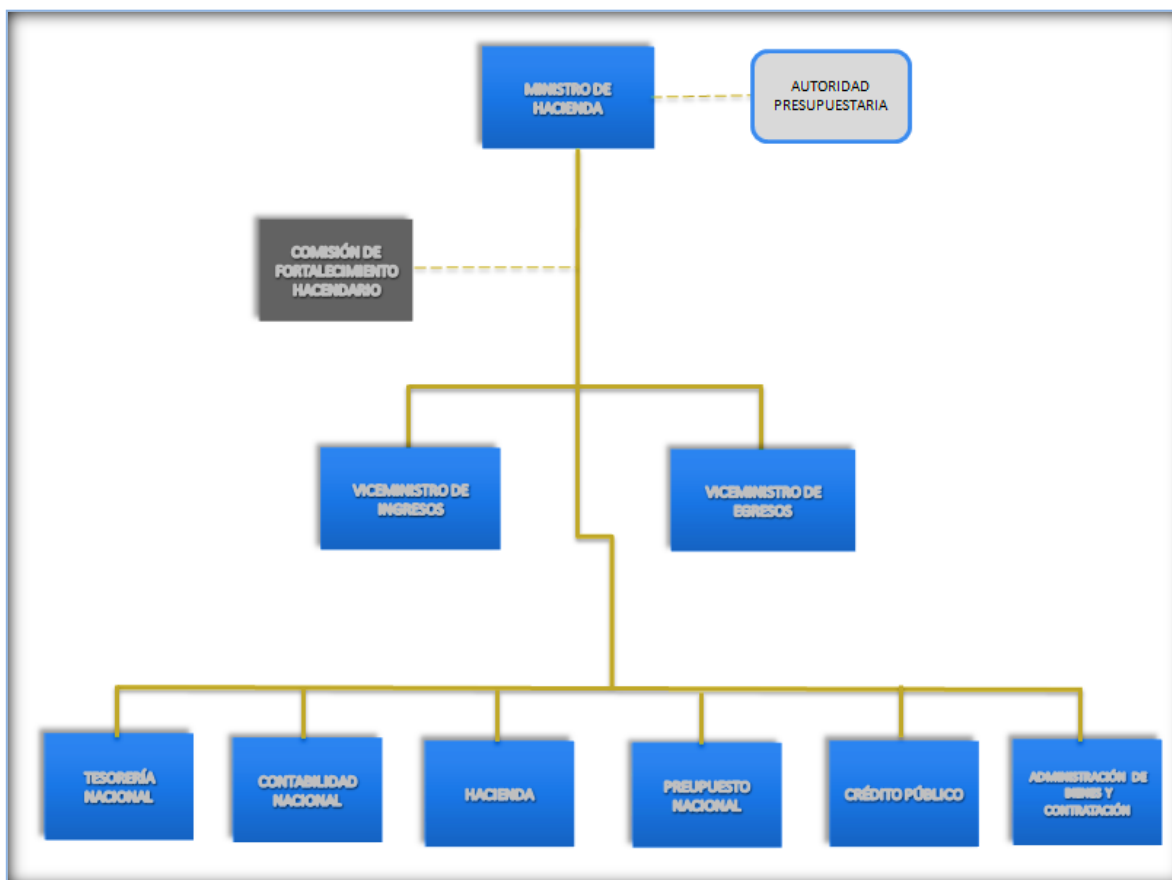 MINISTRO DE
HACIENDA
AUTORIDAD
PRESUPUESTARIA
COMISIÓN DE
FORTALECIMIENTO
HACENDARIO
VICEMINISTRO DE
INGRESOS
VICEMINISTRO DE
EGRESOS
TESORERÍA
NACIONAL
CONTABILIDAD
NACIONAL
HACIENDA
PREUPUESTO
NACIONAL
CRÉDITO PÚBLICO
ADMINISTRACIÓN DE
BIENES Y
CONTRATACIÓN